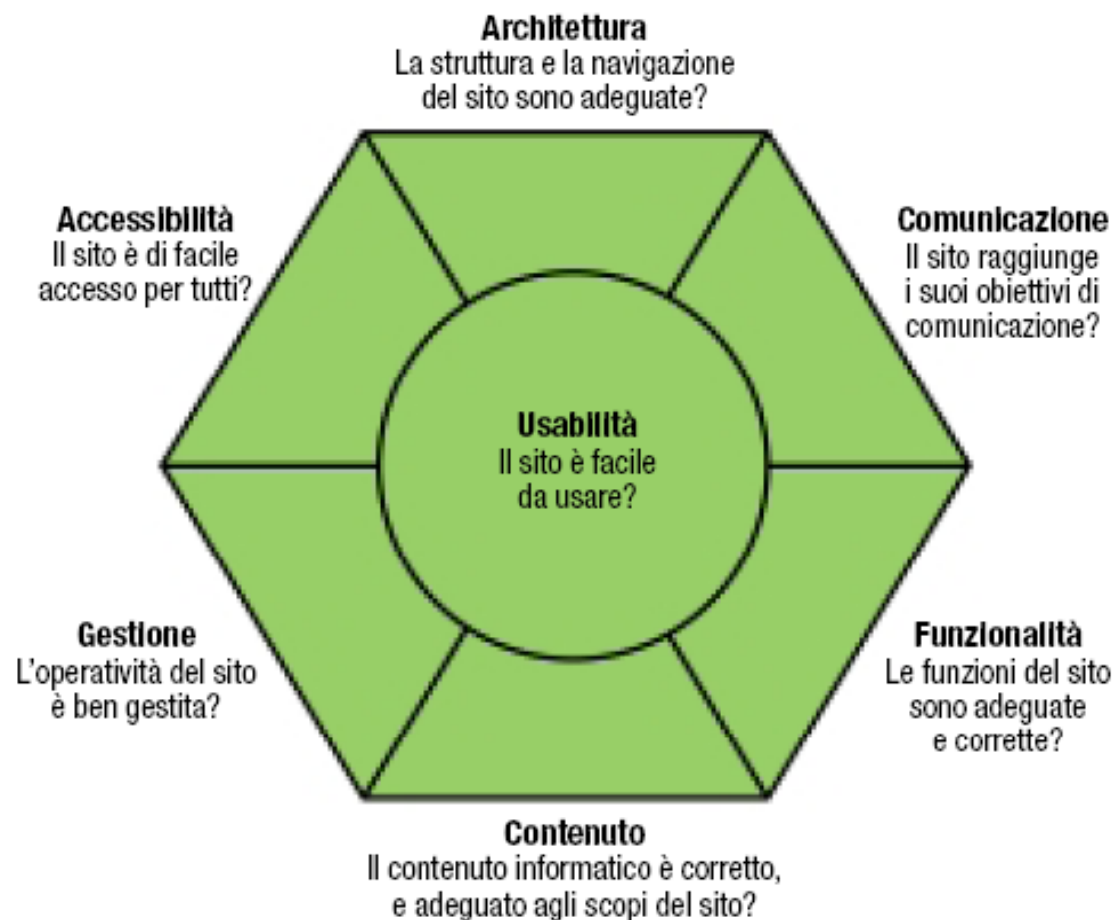 Architettura
La struttura e la navigazione
del sito sono adeguate?
Accessibilità
Il sito è di facile
accesso per tutti?
Comunicazione
Il sito raggiunge
i suoi obiettivi di
comunicazione?
Usabilità
Il sito è facile
da usare?
Gestione
L'operatività del sito
è ben gestita?
Funzionalità
Le funzioni del sito
sono adeguate
e corrette?
Contenuto
Il contenuto informatico è corretto,
e adeguato agli scopi del sito?